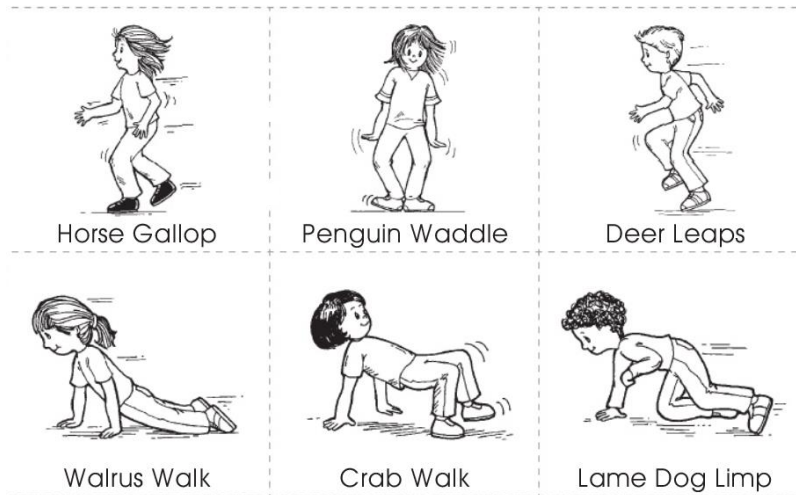 Horse Gallop
Penguin Waddle
Deer Leaps
Walrus Walk
Crab Walk
Lame Dog Limp